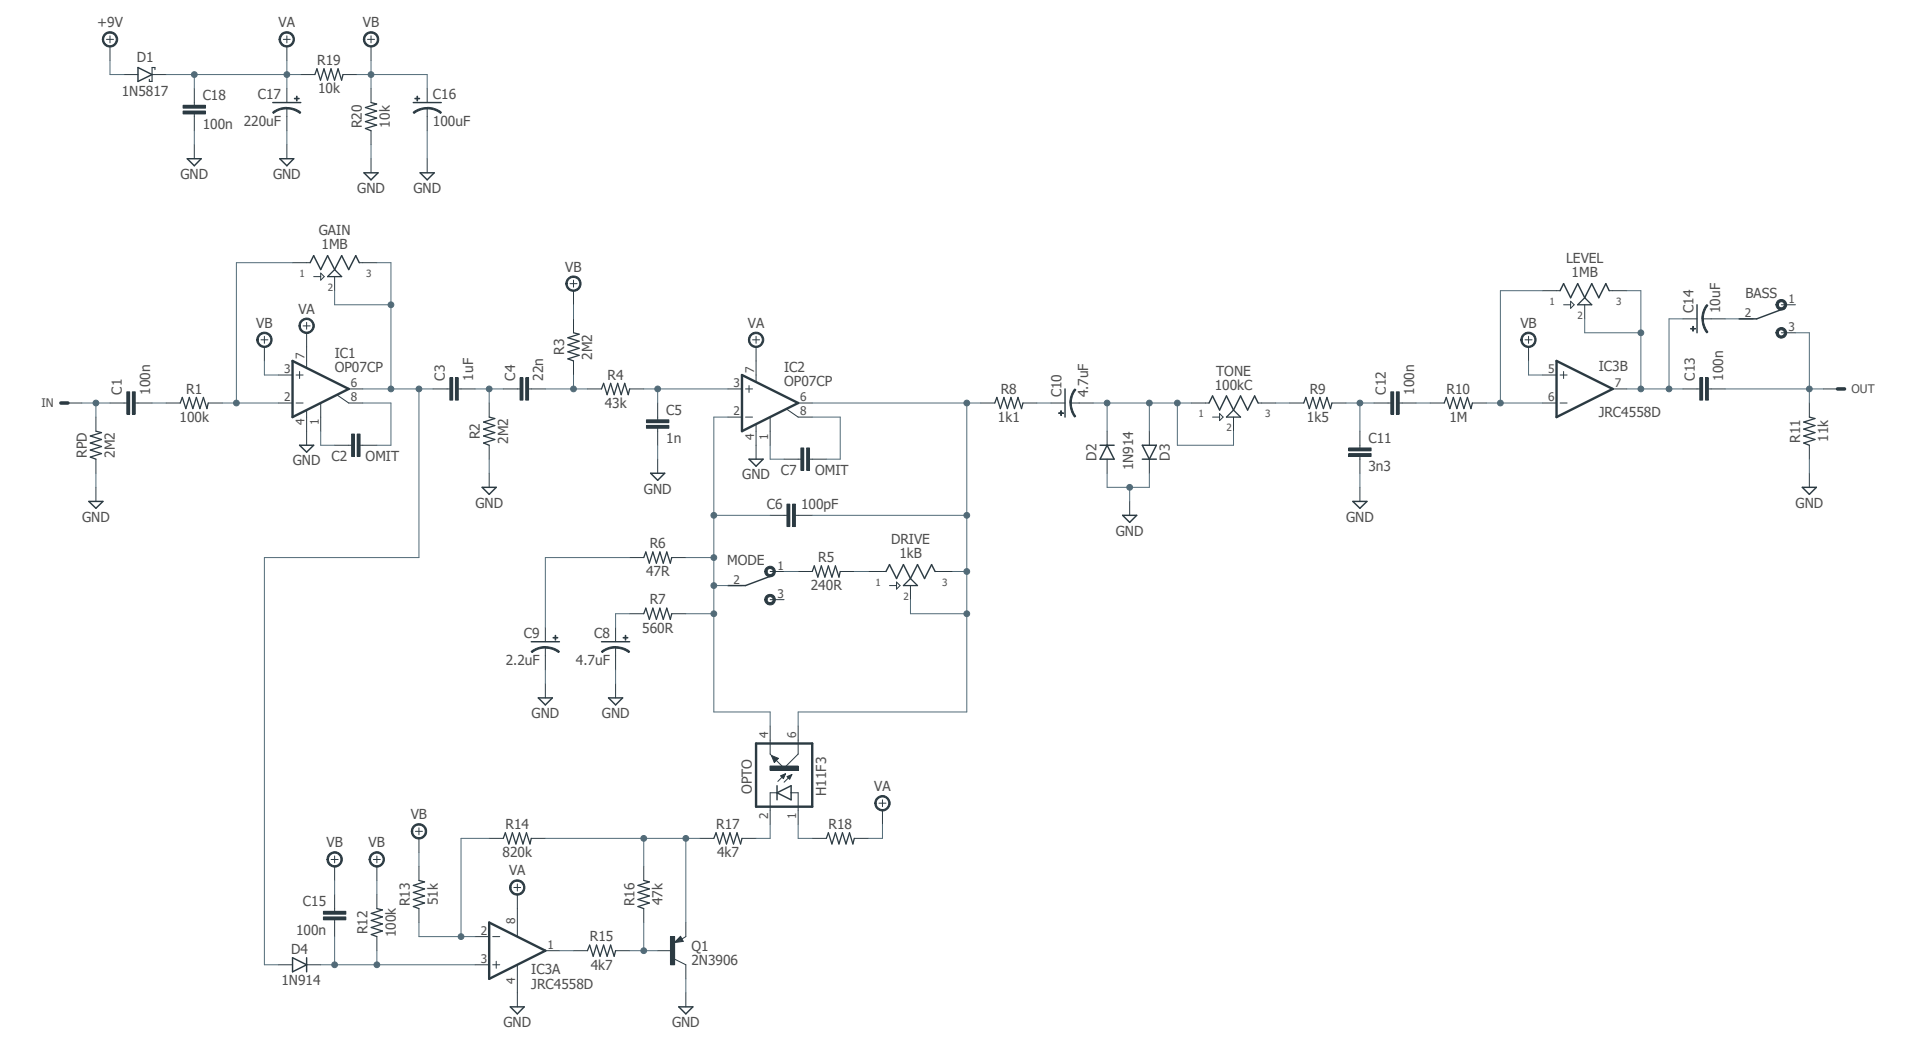 +9V
VA
VB
D1
1N5817
R19
10k
C18
100n
C17
+
220uF
R20
10k
+
C16
100uF
GND
GND
GND
GND
GAIN
1MB
1
2
3
VB
VA
IC1
OP07CP
7
3
+
2
−
6
8
4
1
GND
C2
OMIT
IN
RPD
2M2
GND
C1
100n
R1
100k
C3
1uF
R2
2M2
GND
C4
22n
VB
R3
2M2
R4
43k
C5
1n
GND
VA
IC2
OP07CP
7
3
+
2
−
6
8
4
1
GND
C7
OMIT
C6
100pF
R6
47R
MODE
2
1
3
R5
240R
DRIVE
1kB
1
2
3
R7
560R
C9
+
2.2uF
GND
C8
+
4.7uF
GND
R8
1k1
C10
4.7uF
+
D2
1N914
D3
GND
TONE
100kC
1
2
3
R9
1k5
C11
3n3
GND
C12
100n
R10
1M
LEVEL
1MB
1
2
3
VB
5
+
6
−
7
IC3B
JRC4558D
C14
10uF
+
BASS
2
1
3
C13
100n
OUT
R11
11k
GND
4
6
OPTO
H11F3
2
1
VA
R17
4k7
R18
VB
R14
820k
VB
VB
VA
C15
100n
R12
100k
R13
51k
D4
1N914
8
2
−
3
+
1
4
IC3A
JRC4558D
GND
R15
4k7
R16
47k
Q1
2N3906
GND